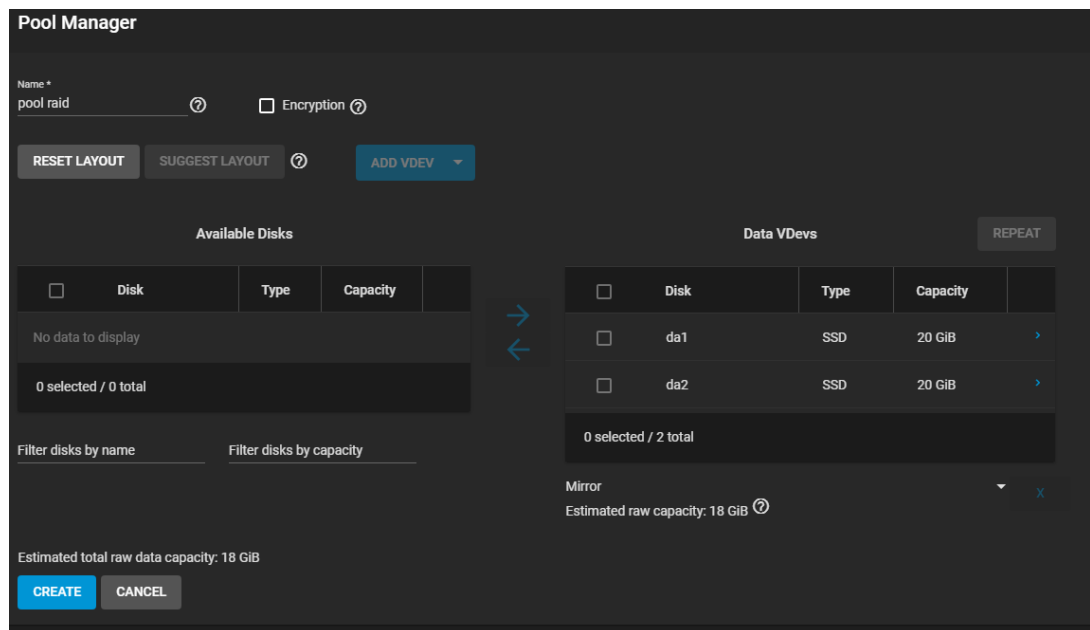 Pool Manager
Name *
pool raid
Encryption
RESET LAYOUT SUGGEST LAYOUT ADD VDEV
Available Disks
Disk Type Capacity
No data to display
0 selected / 0 total
Filter disks by name Filter disks by capacity
Data VDevs REPEAT
Disk Type Capacity
da1 SSD 20 GiB
da2 SSD 20 GiB
0 selected / 2 total
Mirror X
Estimated raw capacity: 18 GiB
Estimated total raw data capacity: 18 GiB
CREATE CANCEL